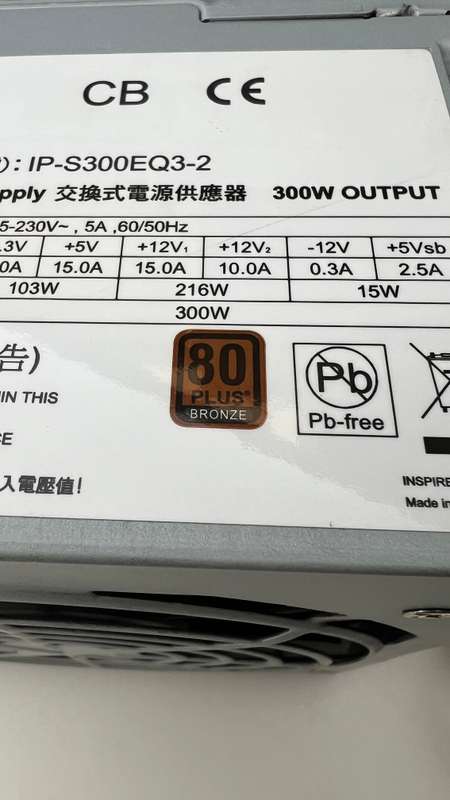 CB CE
: IP-S300EQ3-2
pply 交換式電源供應器 300W OUTPUT
5-230V~ , 5A ,60/50Hz
.3V +5V +12V₁ +12V₂ -12V +5Vsb
0A 15.0A 15.0A 10.0A 0.3A 2.5A
103W 216W 15W
300W
告)
IN THIS
CE
入電壓值!
80
PLUS®
BRONZE
Pb
Pb-free
INSPIRE
Made in